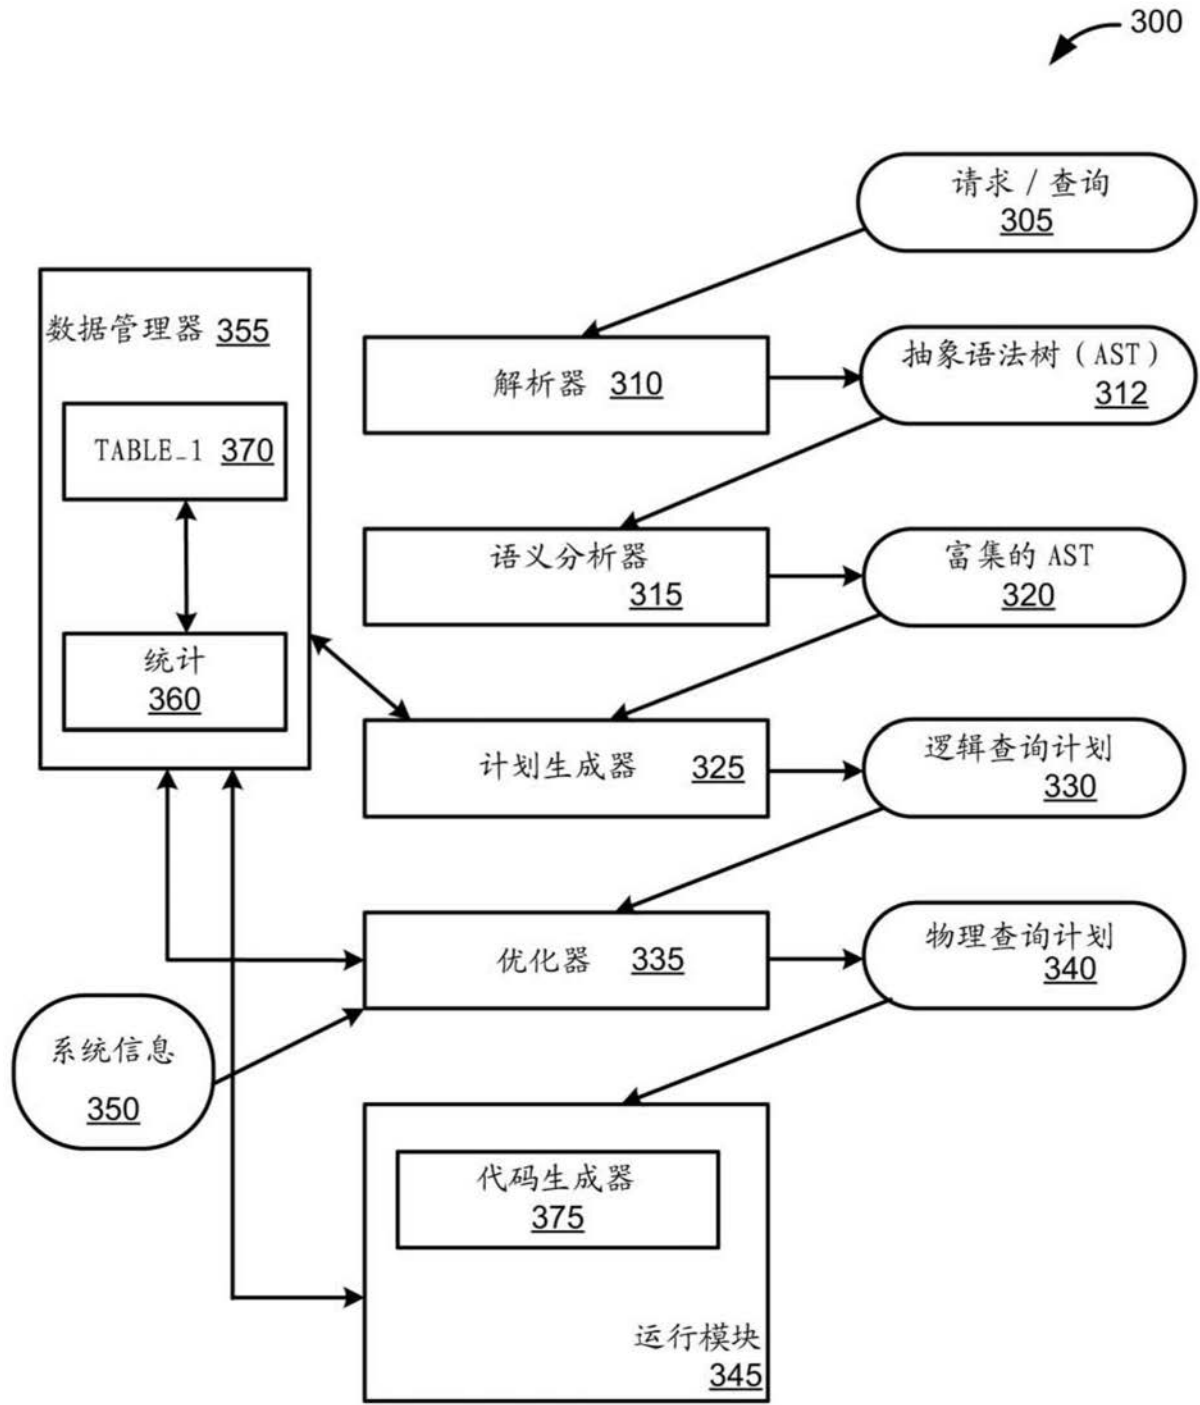 300
请求 / 查询
305
数据管理器 355
解析器 310
抽象语法树(AST)
312
TABLE_1 370
语义分析器
315
富集的 AST
320
统计
360
计划生成器 325
逻辑查询计划
330
优化器 335
物理查询计划
340
系统信息
350
代码生成器
375
运行模块
345